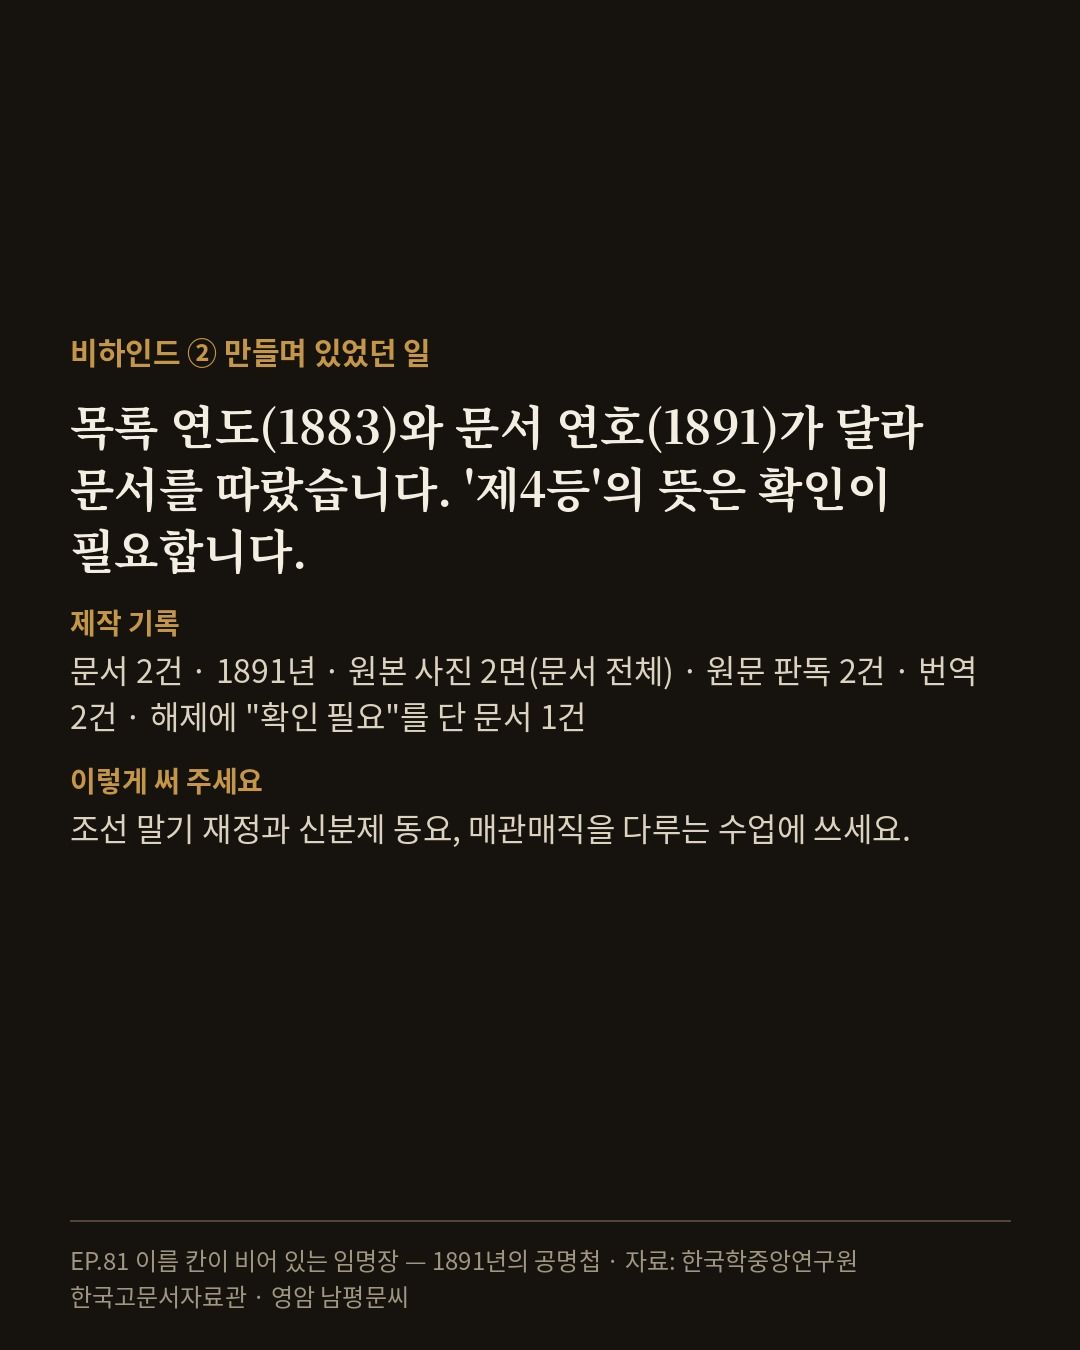 비하인드 ② 만들며 있었던 일
목록 연도(1883)와 문서 연호(1891)가 달라
문서를 따랐습니다. '제4등'의 뜻은 확인이
필요합니다.
제작 기록
문서 2건 · 1891년 · 원본 사진 2면(문서 전체) · 원문 판독 2건 · 번역
2건 · 해제에 "확인 필요"를 단 문서 1건
이렇게 써 주세요
조선 말기 재정과 신분제 동요, 매관매직을 다루는 수업에 쓰세요.
EP.81 이름 칸이 비어 있는 임명장 — 1891년의 공명첩 · 자료: 한국학중앙연구원
한국고문서자료관 · 영암 남평문씨